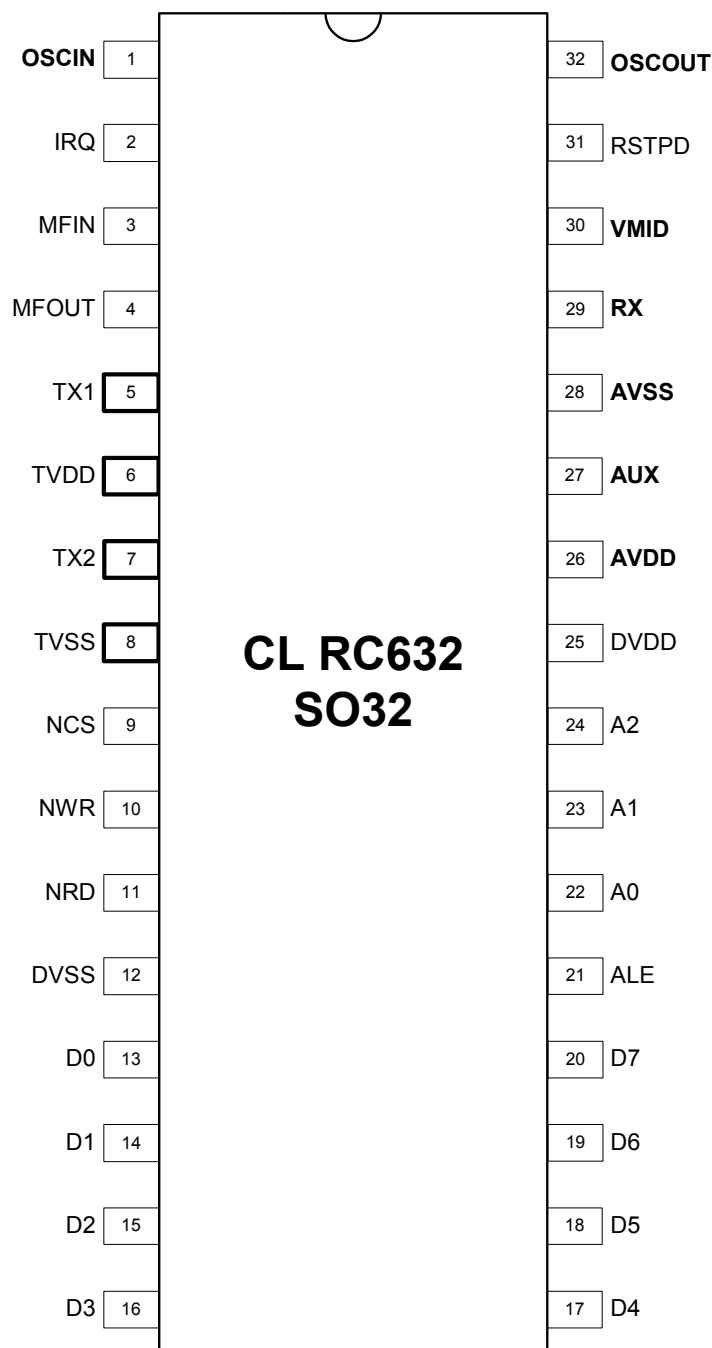 OSCIN 1 32 OSCOUT
IRQ 2 31 RSTPD
MFIN 3 30 VMID
MFOUT 4 29 RX
TX1 5 28 AVSS
TVDD 6 27 AUX
TX2 7 26 AVDD
TVSS 8 25 DVDD
CL RC632
SO32
NCS 9 24 A2
NWR 10 23 A1
NRD 11 22 A0
DVSS 12 21 ALE
D0 13 20 D7
D1 14 19 D6
D2 15 18 D5
D3 16 17 D4